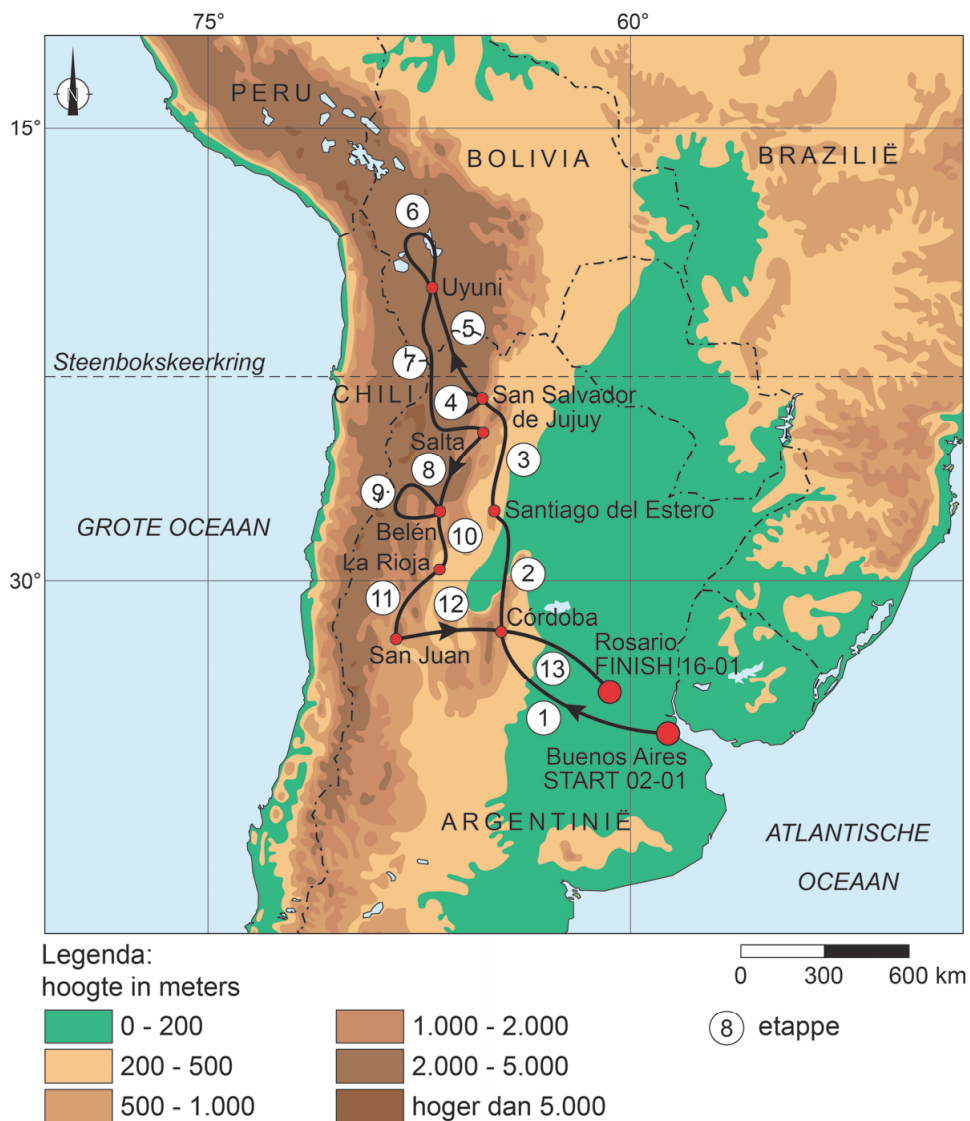 75°
60°
N
PERU
15°
BOLIVIA
BRAZILIË
6
Uyuni
5
Steenbokskeerkring
7
CHILI
4
San Salvador
de Jujuy
Salta
3
8
9
GROTE OCEAAN
Santiago del Estero
Belén
10
La Rioja
2
30°
11
12
Córdoba
San Juan
Rosario
FINISH 16-01
13
1
Buenos Aires
START 02-01
ARGENTINIË
ATLANTISCHE
OCEAAN
Legenda:
hoogte in meters
0 - 200
200 - 500
500 - 1.000
1.000 - 2.000
2.000 - 5.000
hoger dan 5.000
0 300 600 km
8 etappe